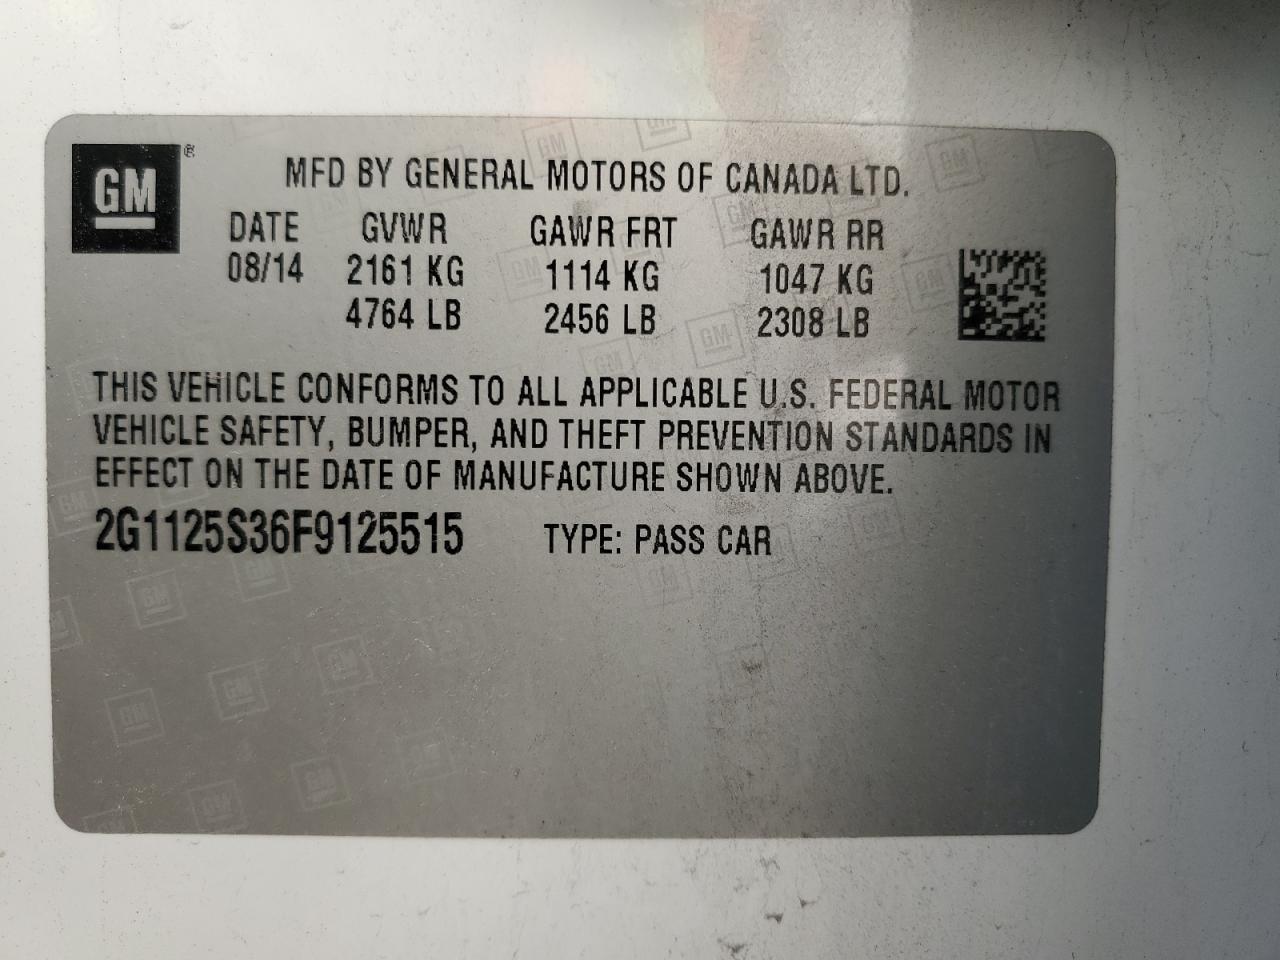 GM ®
MFD BY GENERAL MOTORS OF CANADA LTD.
DATE GVWR GAWR FRT GAWR RR
08/14 2161 KG 1114 KG 1047 KG
4764 LB 2456 LB 2308 LB
THIS VEHICLE CONFORMS TO ALL APPLICABLE U.S. FEDERAL MOTOR
VEHICLE SAFETY, BUMPER, AND THEFT PREVENTION STANDARDS IN
EFFECT ON THE DATE OF MANUFACTURE SHOWN ABOVE.
2G1125S36F9125515 TYPE: PASS CAR